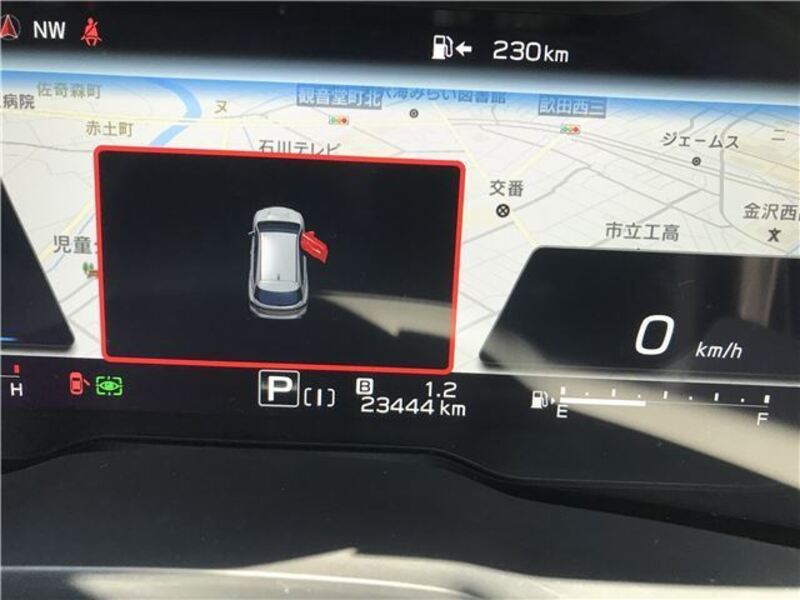 NW
230km
佐奇森町
病院
ヌ
観音堂町北
海みらい図書館
畝田西三
赤土町
石川テレビ
ジェームス
交番
金沢西
児童
市立工高
0 km/h
H
P
B 1.2
23444 km
E F